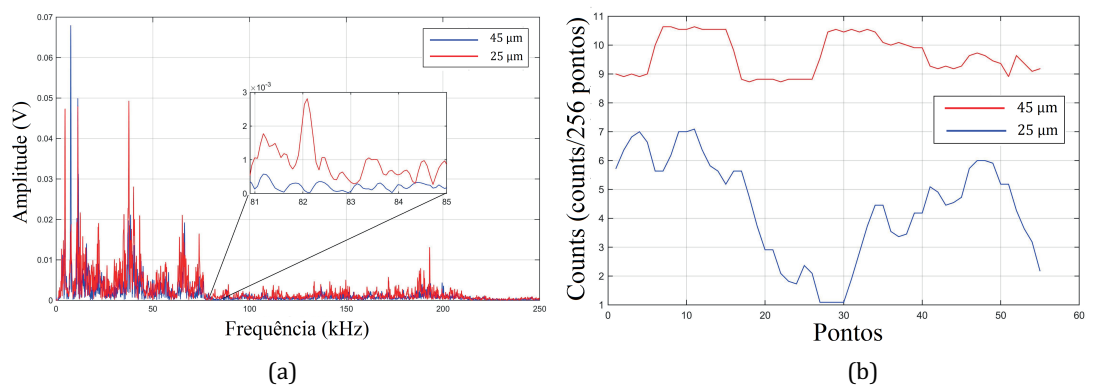 0.07
0.06
0.05
0.04
0.03
0.02
0.01
0
Amplitude (V)
0 50 100 150 200 250
Frequência (kHz)
45 µm
25 µm
× 10⁻³
3
2
1
0
81 82 83 84 85
(a)
11
10
9
8
7
6
5
4
3
2
1
Counts (counts/256 pontos)
0 10 20 30 40 50 60
Pontos
45 µm
25 µm
(b)